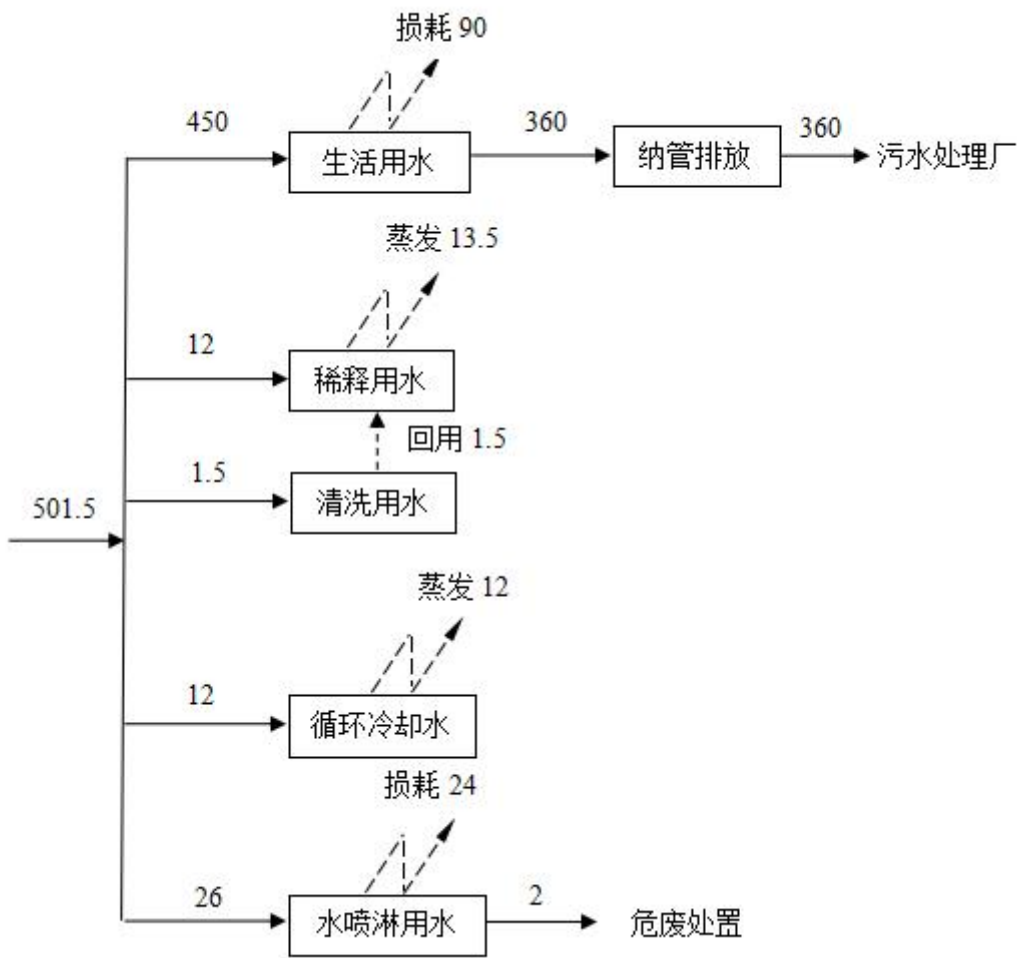 损耗 90
450
生活用水
360
纳管排放
360
污水处理厂
蒸发 13.5
12
稀释用水
回用 1.5
1.5
清洗用水
501.5
蒸发 12
12
循环冷却水
损耗 24
26
水喷淋用水
2
危废处置